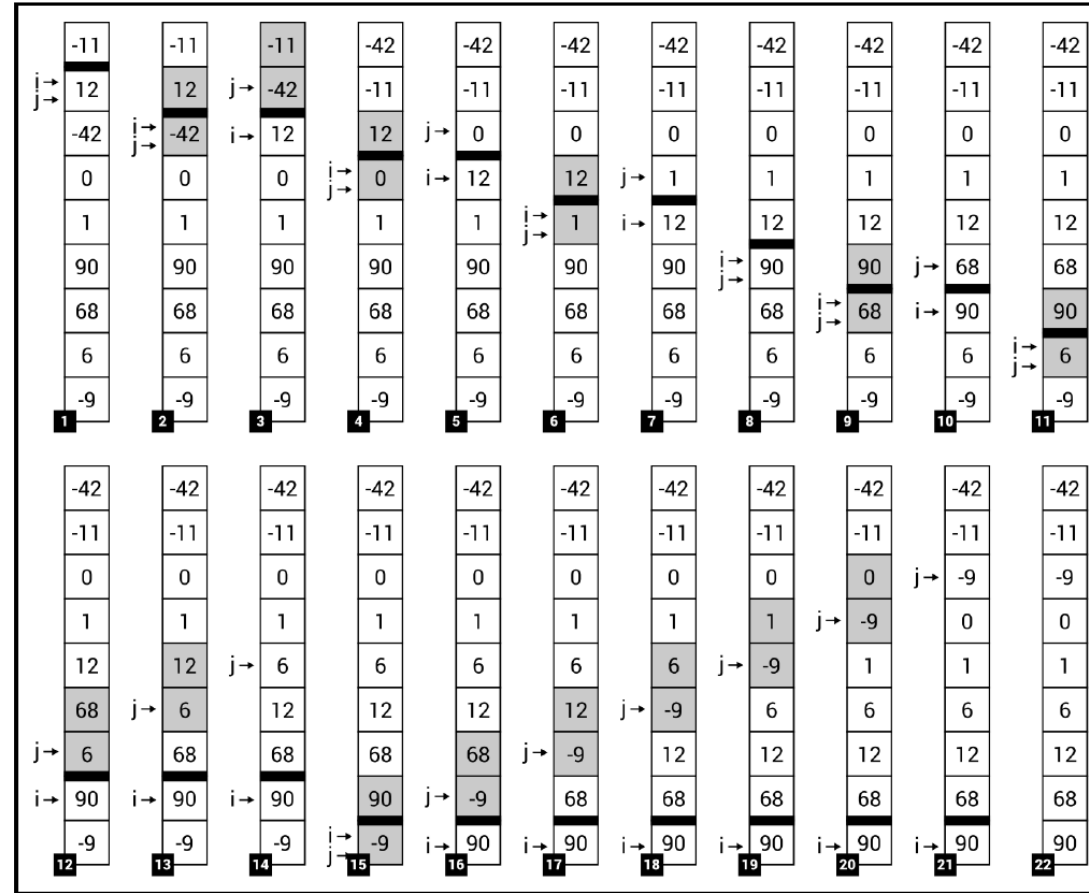 -11 -11 -11 -42 -42 -42 -42 -42 -42 -42 -42
i→ j→ 12 12 j→ -42 -11 -11 -11 -11 -11 -11 -11 -11
-42 i→ j→ -42 i→ 12 12 j→ 0 0 0 0 0 0 0
0 0 0 i→ j→ 0 i→ 12 12 j→ 1 1 1 1 1
1 1 1 1 1 i→ j→ 1 i→ 12 12 12 12 12
90 90 90 90 90 90 90 i→ j→ 90 90 j→ 68 68
68 68 68 68 68 68 68 68 i→ j→ 68 i→ 90 90
6 6 6 6 6 6 6 6 6 6 i→ j→ 6
-9 -9 -9 -9 -9 -9 -9 -9 -9 -9 -9
1 2 3 4 5 6 7 8 9 10 11
-42 -42 -42 -42 -42 -42 -42 -42 -42 -42 -42
-11 -11 -11 -11 -11 -11 -11 -11 -11 -11 -11
0 0 0 0 0 0 0 0 0 j→ -9 -9
1 1 1 1 1 1 1 1 j→ -9 0 0
12 12 j→ 6 6 6 6 6 j→ -9 1 1 1
68 j→ 6 12 12 12 12 j→ -9 6 6 6 6
j→ 6 68 68 68 68 j→ -9 12 12 12 12 12
i→ 90 i→ 90 i→ 90 90 j→ -9 68 68 68 68 68 68
-9 -9 -9 i→ j→ -9 i→ 90 i→ 90 i→ 90 i→ 90 i→ 90 i→ 90 90
12 13 14 15 16 17 18 19 20 21 22